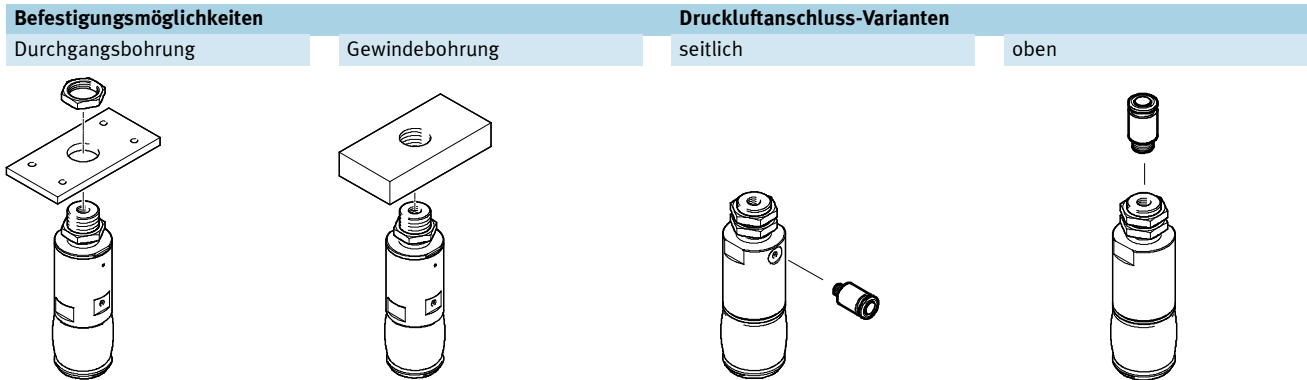 Befestigungsmöglichkeiten
Druckluftanschluss-Varianten
Durchgangsbohrung
Gewindebohrung
seitlich
oben